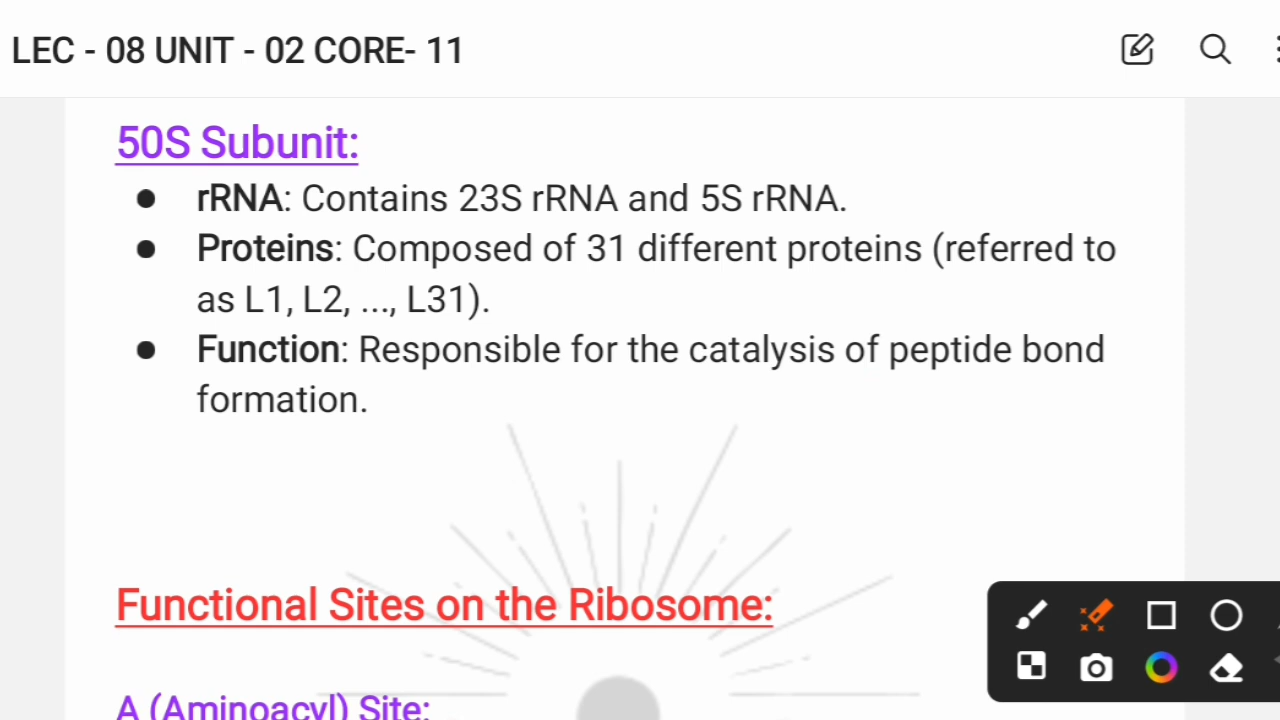 LEC - 08 UNIT - 02 CORE- 11
50S Subunit:
● rRNA: Contains 23S rRNA and 5S rRNA.
● Proteins: Composed of 31 different proteins (referred to
as L1, L2, ..., L31).
● Function: Responsible for the catalysis of peptide bond
formation.
Functional Sites on the Ribosome:
A (Aminoacyl) Site: